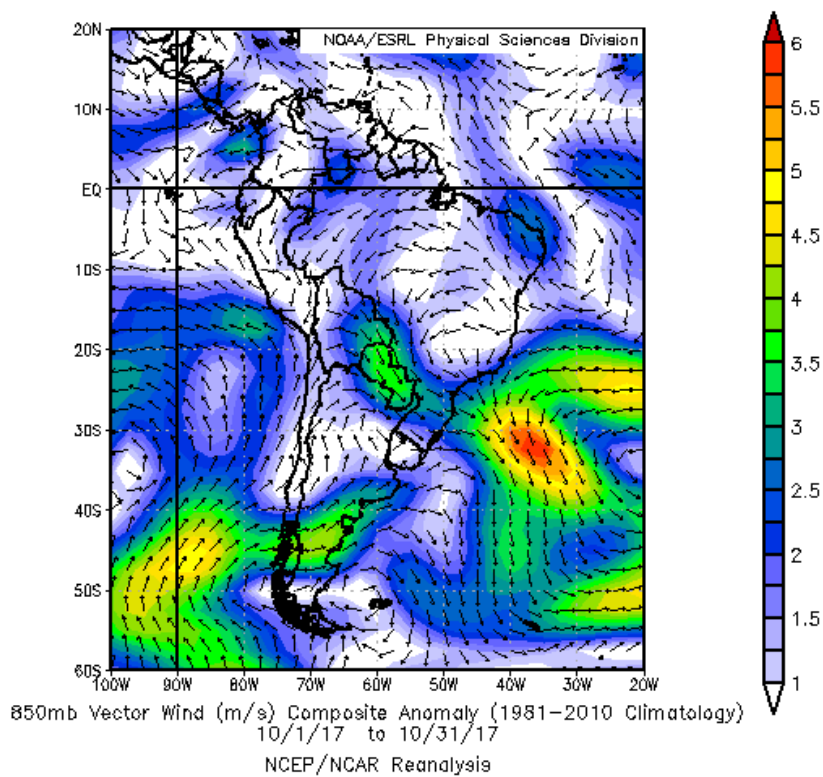 NOAA/ESRL Physical Sciences Division
20N
10N
EQ
10S
20S
30S
40S
50S
60S
100W 90W 80W 70W 60W 50W 40W 30W 20W
6
5.5
5
4.5
4
3.5
3
2.5
2
1.5
1
850mb Vector Wind (m/s) Composite Anomaly (1981-2010 Climatology)
10/1/17 to 10/31/17
NCEP/NCAR Reanalysis